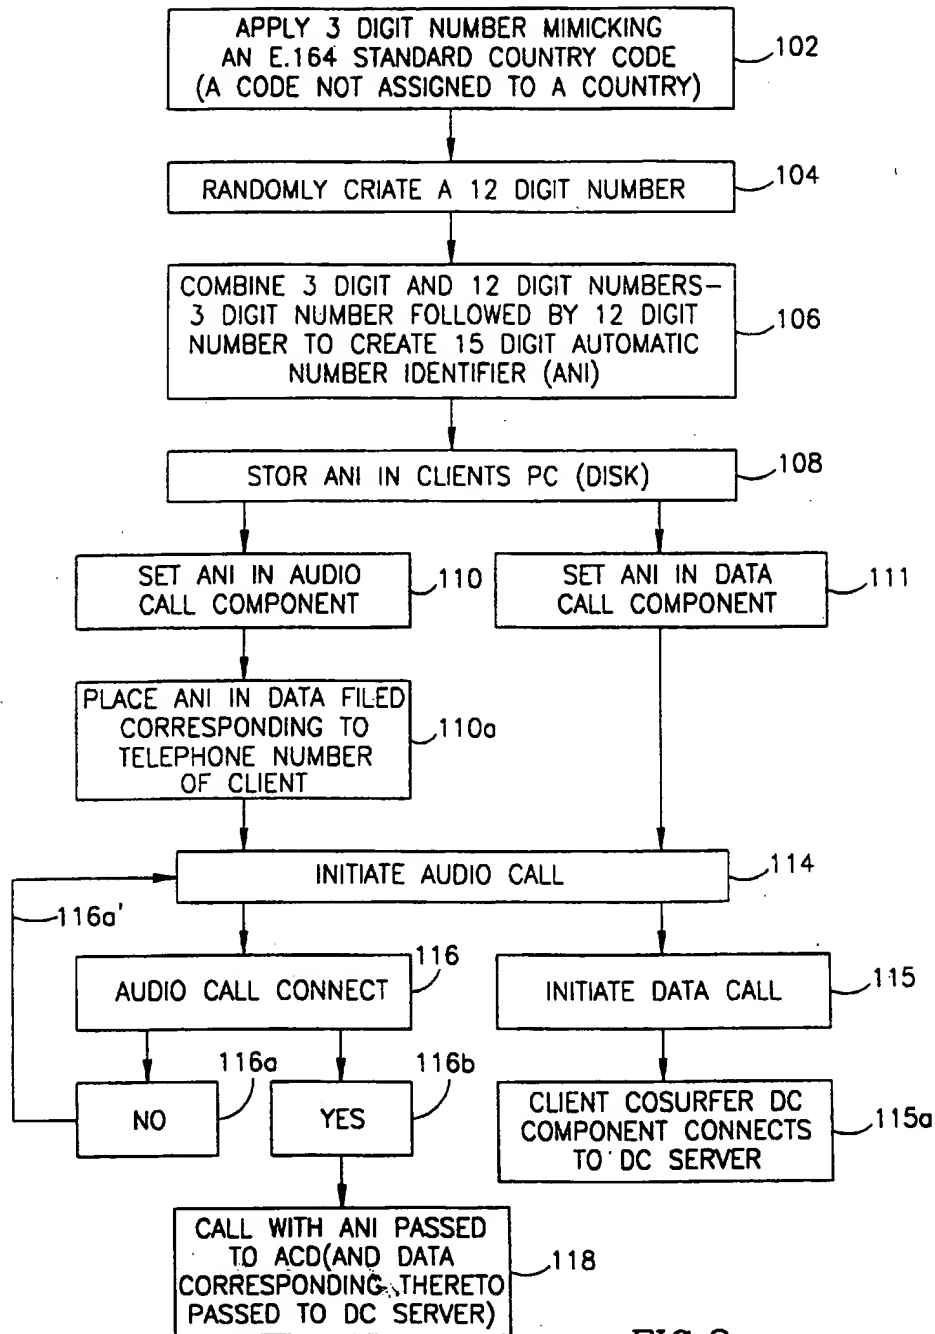 APPLY 3 DIGIT NUMBER MIMICKING
AN E.164 STANDARD COUNTRY CODE
(A CODE NOT ASSIGNED TO A COUNTRY)
102
RANDOMLY CRIATE A 12 DIGIT NUMBER
104
COMBINE 3 DIGIT AND 12 DIGIT NUMBERS–
3 DIGIT NUMBER FOLLOWED BY 12 DIGIT
NUMBER TO CREATE 15 DIGIT AUTOMATIC
NUMBER IDENTIFIER (ANI)
106
STOR ANI IN CLIENTS PC (DISK)
108
SET ANI IN AUDIO
CALL COMPONENT
110
SET ANI IN DATA
CALL COMPONENT
111
PLACE ANI IN DATA FILED
CORRESPONDING TO
TELEPHONE NUMBER
OF CLIENT
110a
INITIATE AUDIO CALL
114
116a'
AUDIO CALL CONNECT
116
INITIATE DATA CALL
115
NO
116a
YES
116b
CLIENT COSURFER DC
COMPONENT CONNECTS
TO DC SERVER
115a
CALL WITH ANI PASSED
TO ACD(AND DATA
CORRESPONDING THERETO
PASSED TO DC SERVER)
118